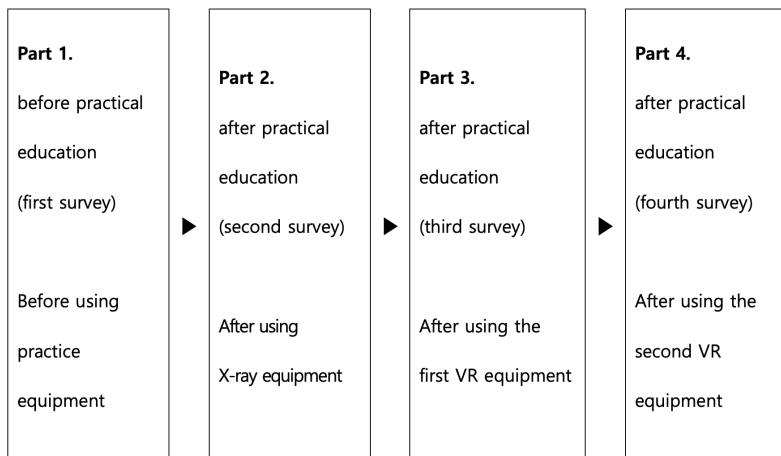 Part 1.
before practical
education
(first survey)
Before using
practice
equipment
Part 2.
after practical
education
(second survey)
After using
X-ray equipment
Part 3.
after practical
education
(third survey)
After using the
first VR equipment
Part 4.
after practical
education
(fourth survey)
After using the
second VR
equipment